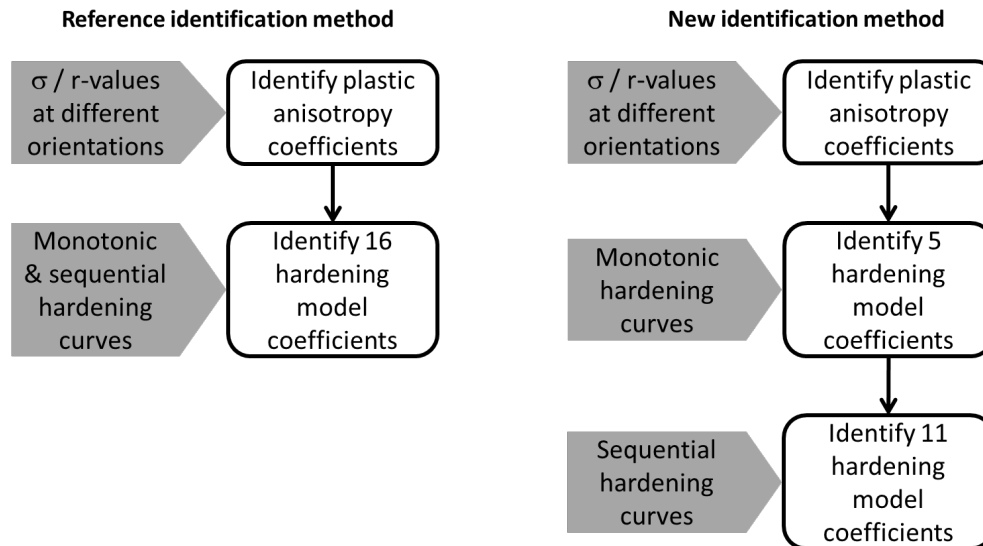 Reference identification method
σ / r-values
at different
orientations
Identify plastic
anisotropy
coefficients
Monotonic
& sequential
hardening
curves
Identify 16
hardening
model
coefficients
New identification method
σ / r-values
at different
orientations
Identify plastic
anisotropy
coefficients
Monotonic
hardening
curves
Identify 5
hardening
model
coefficients
Sequential
hardening
curves
Identify 11
hardening
model
coefficients